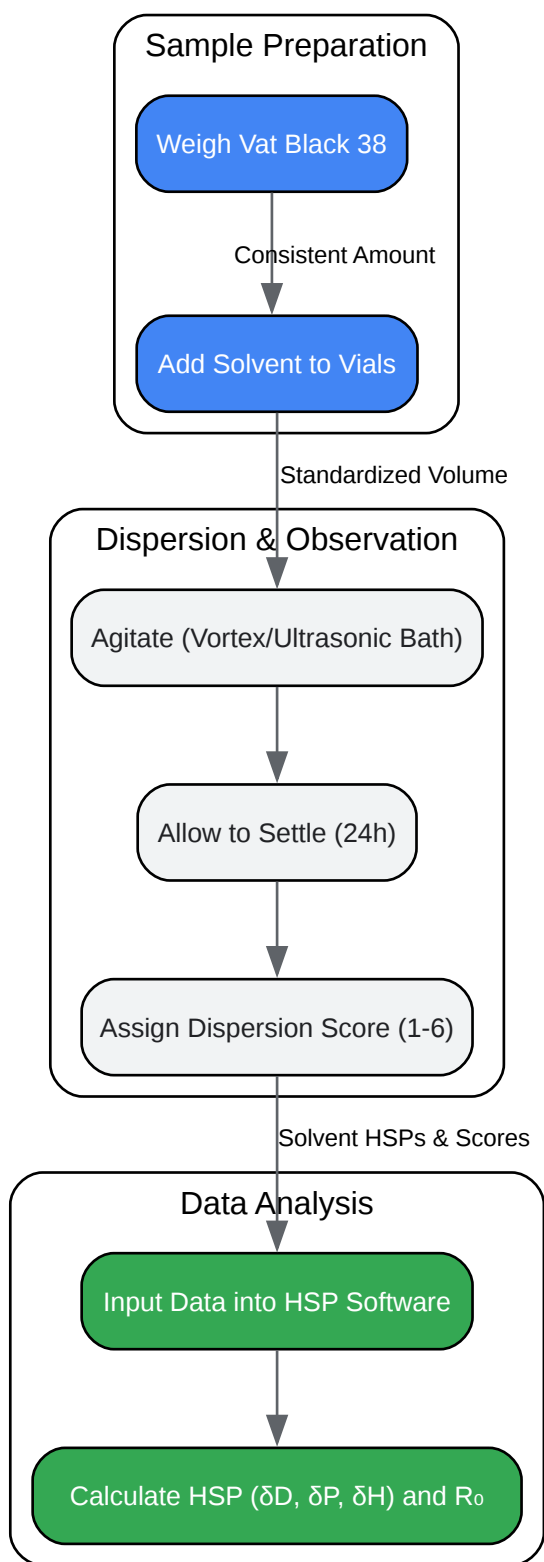 Sample Preparation
Weigh Vat Black 38
Consistent Amount
Add Solvent to Vials
Standardized Volume
Dispersion & Observation
Agitate (Vortex/Ultrasonic Bath)
Allow to Settle (24h)
Assign Dispersion Score (1-6)
Solvent HSPs & Scores
Data Analysis
Input Data into HSP Software
Calculate HSP (δD, δP, δH) and R₀